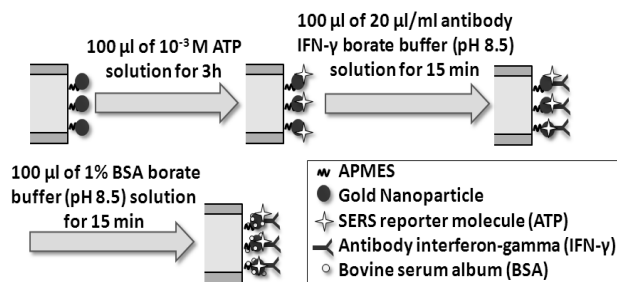 100 µl of 10⁻³ M ATP
solution for 3h
100 µl of 20 µl/ml antibody
IFN-γ borate buffer (pH 8.5)
solution for 15 min
100 µl of 1% BSA borate
buffer (pH 8.5) solution
for 15 min
APMES
Gold Nanoparticle
SERS reporter molecule (ATP)
Antibody interferon-gamma (IFN-γ)
Bovine serum album (BSA)